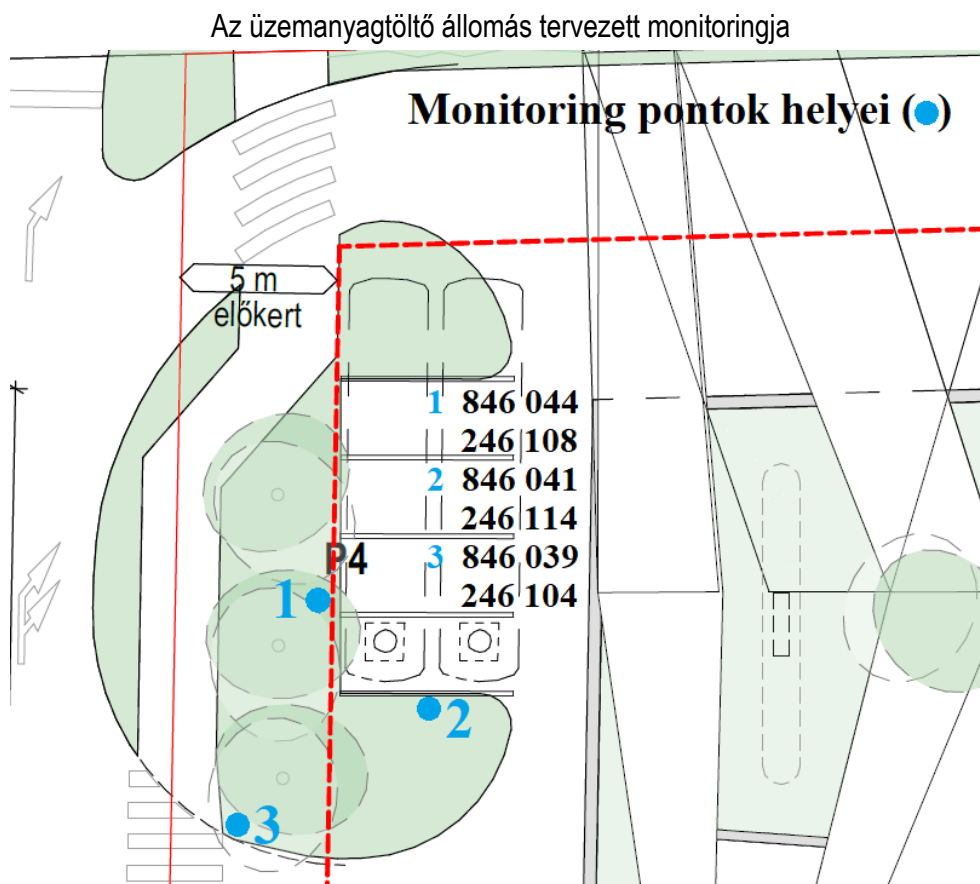 Az üzemanyagtöltő állomás tervezett monitoringja
Monitoring pontok helyei ( )
5 m
előkert
1 846 044
246 108
2 846 041
246 114
3 846 039
246 104
P4
1
2
3